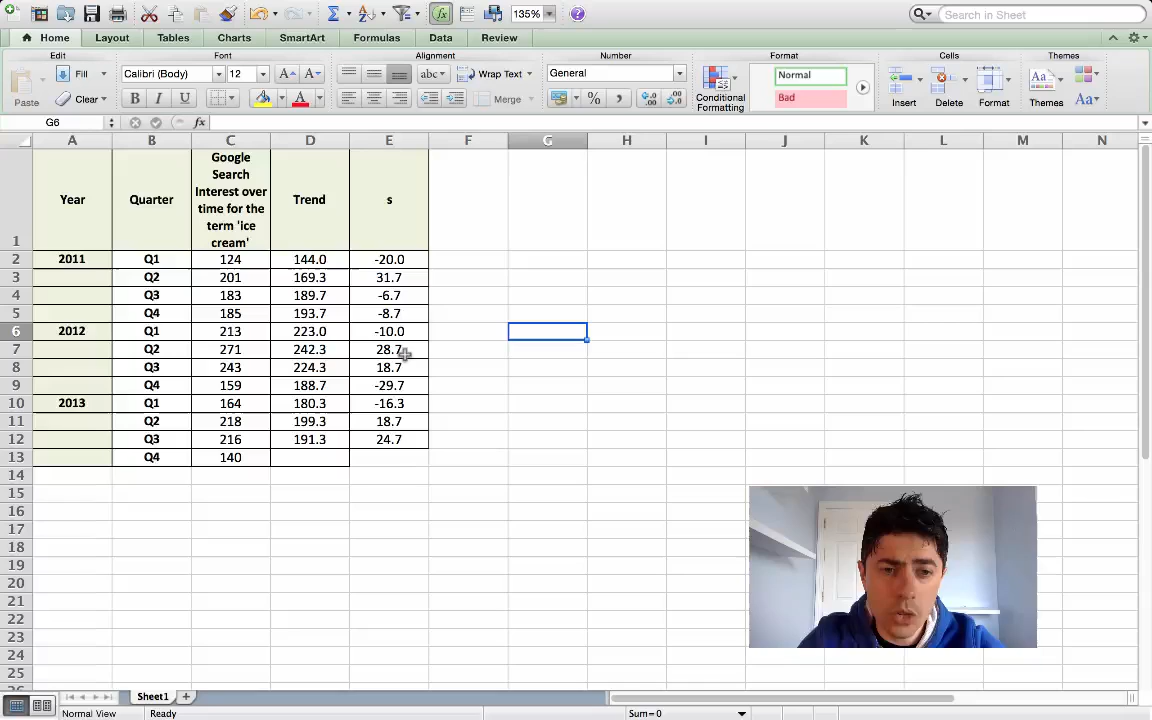 135%
Search in Sheet
Home Layout Tables Charts SmartArt Formulas Data Review
Edit Font Alignment Number Format Cells Themes
Paste Fill Calibri (Body) 12 A A abc Wrap Text General Conditional Formatting Normal Insert Delete Format Themes Aa
Clear B I U A Merge % Bad
G6 fx
A B C D E F G H I J K L M N
1 Year Quarter Google Search Interest over time for the term 'ice cream' Trend s
2 2011 Q1 124 144.0 -20.0
3 Q2 201 169.3 31.7
4 Q3 183 189.7 -6.7
5 Q4 185 193.7 -8.7
6 2012 Q1 213 223.0 -10.0
7 Q2 271 242.3 28.7
8 Q3 243 224.3 18.7
9 Q4 159 188.7 -29.7
10 2013 Q1 164 180.3 -16.3
11 Q2 218 199.3 18.7
12 Q3 216 191.3 24.7
13 Q4 140
14
15
16
17
18
19
20
21
22
23
24
25
Sheet1
Normal View Ready Sum=0